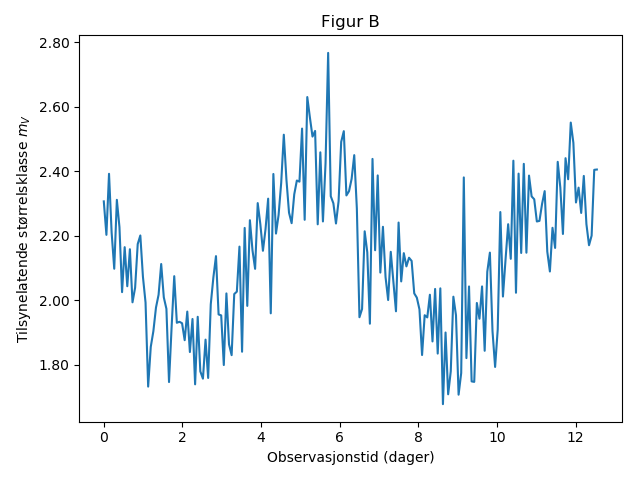 Figur B
Tilsynelatende størrelsesklasse m_V
2.80
2.60
2.40
2.20
2.00
1.80
0 2 4 6 8 10 12
Observasjonstid (dager)